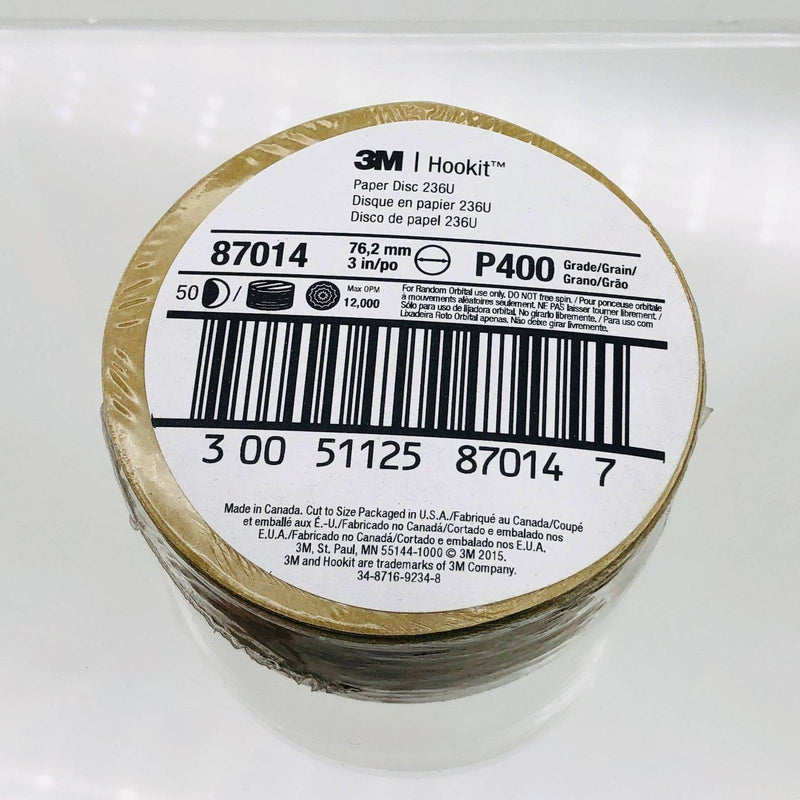 3M | Hookit™
Paper Disc 236U
Disque en papier 236U
Disco de papel 236U
87014 76,2 mm 3 in/po P400 Grade/Grain/ Grano/Grão
50 / Max OPM 12,000
For Random Orbital use only. DO NOT free spin. / Pour ponceuse orbitale
à mouvements aléatoires seulement. NE PAS laisser tourner librement. /
Sólo para uso de lijadora orbital. No girarlo libremente. / Para uso com
Lixadeira Roto Orbital apenas. Não deixe girar livremente.
3 00 51125 87014 7
Made in Canada. Cut to Size Packaged in U.S.A./Fabriqué au Canada/Coupé
et emballé aux É.-U./Fabricado no Canadá/Cortado e embalado nos
E.U.A./Fabricado no Canadá/Cortado e embalado nos E.U.A.
3M, St. Paul, MN 55144-1000 © 3M 2015.
3M and Hookit are trademarks of 3M Company.
34-8716-9234-8